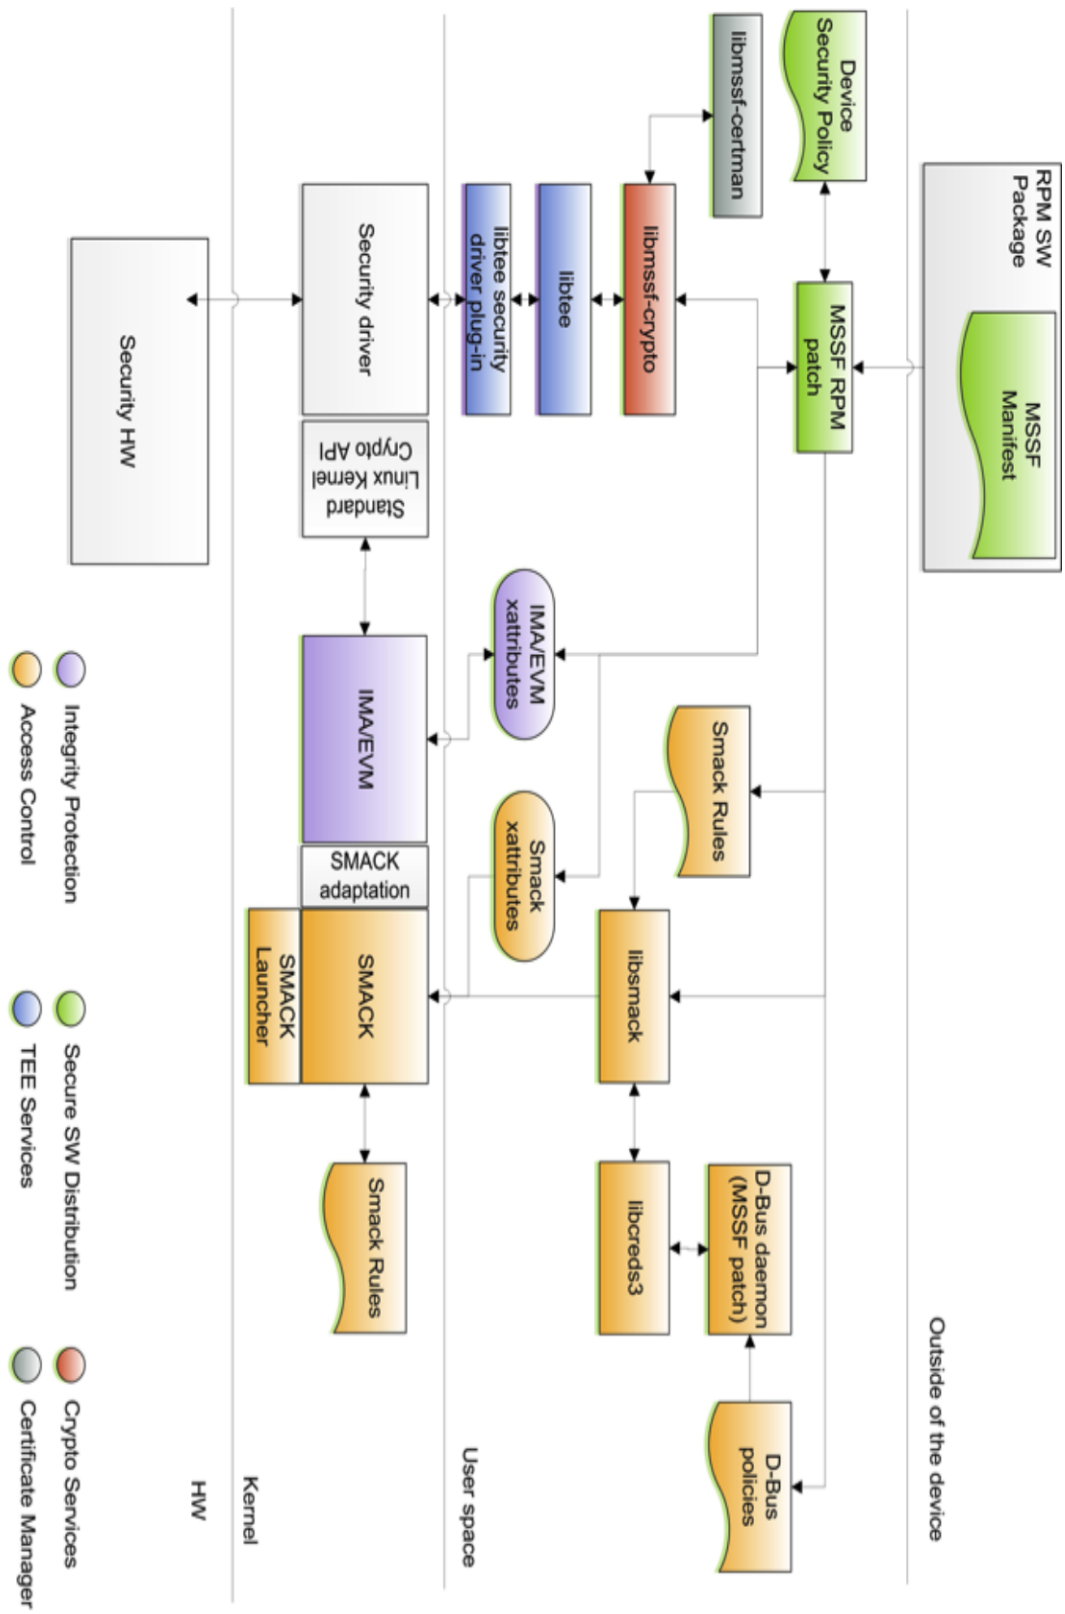 RPM SW
Package
MSSF
Manifest
Outside of the device
Device
Security Policy
MSSF RPM
patch
libmssf-certman
libmssf-crypto
libtee
libtee security
driver plug-in
IMA/EVM
xattributes
Smack Rules
Smack
xattributes
libsmack
D-Bus daemon
(MSSF patch)
libcreds3
D-Bus
policies
User space
Security driver
Standard
Linux Kernel
Crypto API
IMA/EVM
SMACK
adaptation
SMACK
SMACK
Launcher
Smack Rules
Kernel
Security HW
HW
Integrity Protection
Secure SW Distribution
Crypto Services
Access Control
TEE Services
Certificate Manager